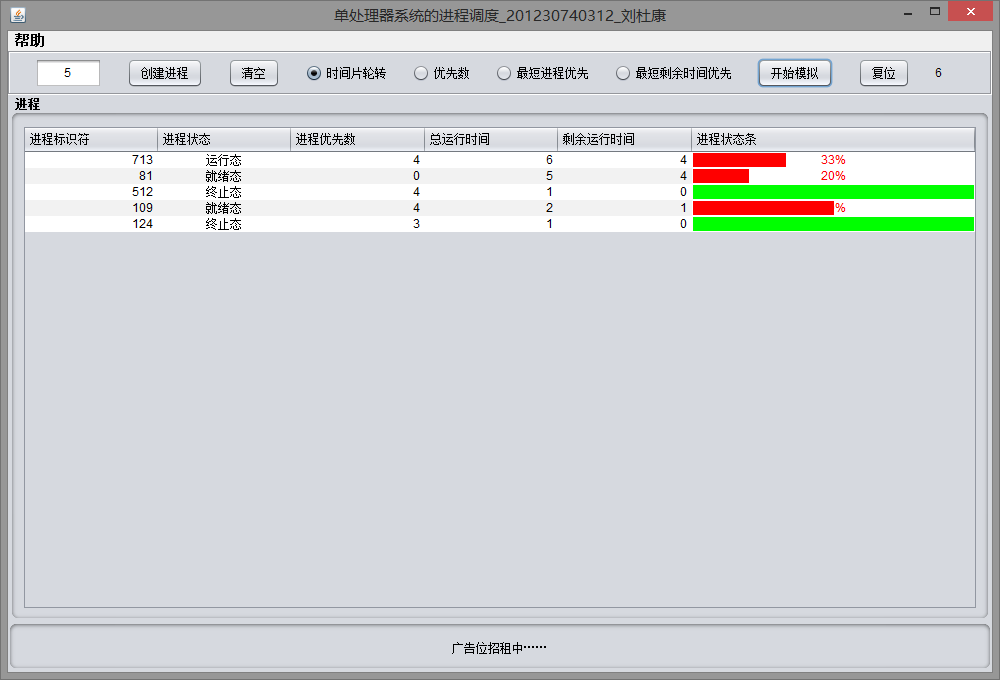 单处理器系统的进程调度_201230740312_刘杜康
帮助
5 创建进程 清空 时间片轮转 优先数 最短进程优先 最短剩余时间优先 开始模拟 复位 6
进程
进程标识符 进程状态 进程优先数 总运行时间 剩余运行时间 进程状态条
713 运行态 4 6 4 33%
81 就绪态 0 5 4 20%
512 终止态 4 1 0
109 就绪态 4 2 1 %
124 终止态 3 1 0
广告位招租中······